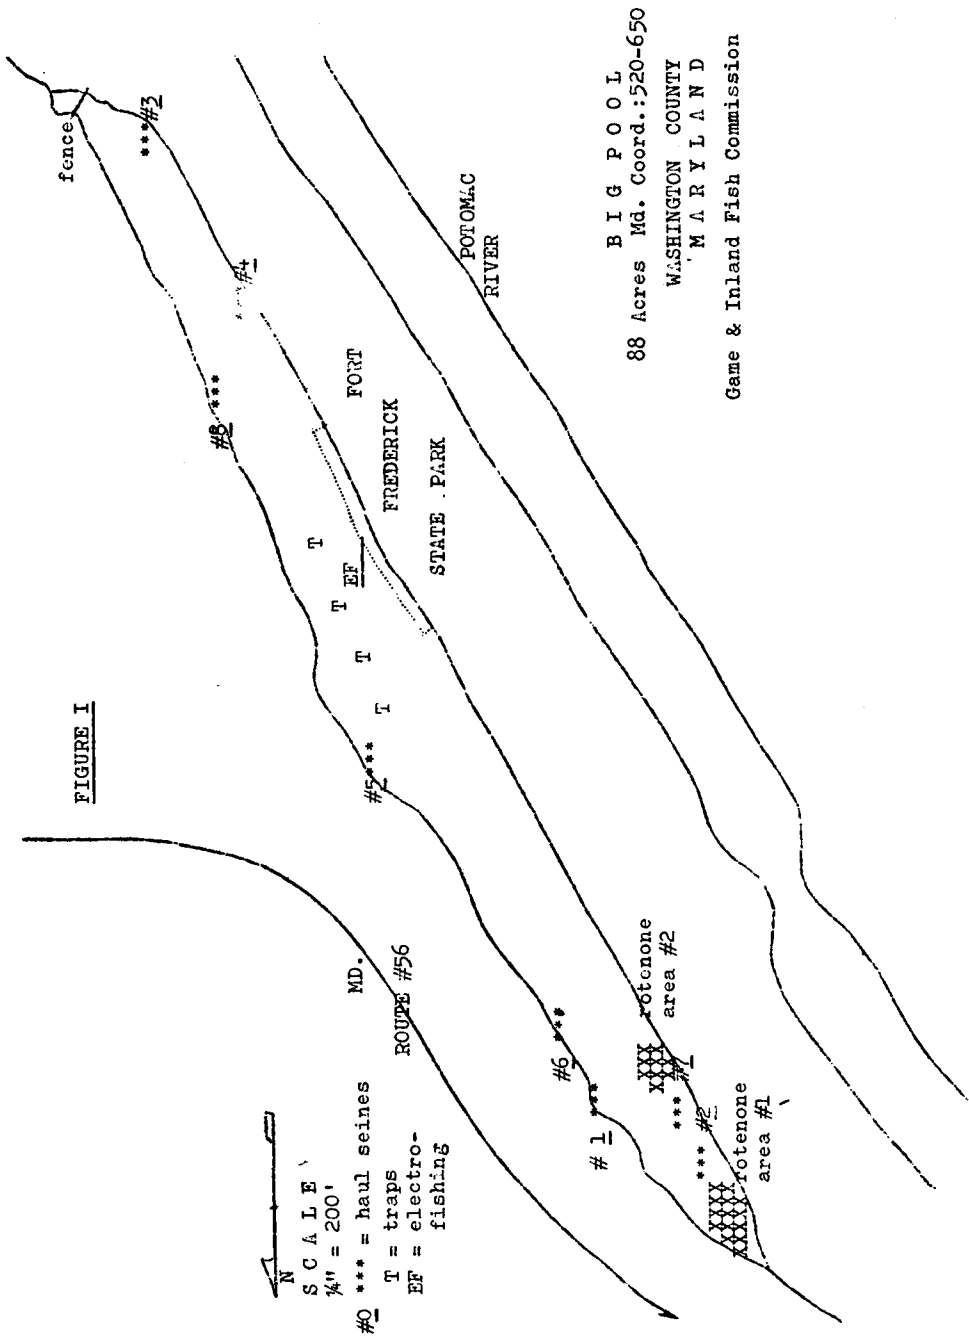 FIGURE I
fence
***#3
#4
#8 ***
T
T
T
T
EF
#5***
FORT
FREDERICK
STATE PARK
POTOMAC
RIVER
MD.
ROUTE #56
#6 ***
# 1 ***
rotenone
area #2
*** #7
*** #2
rotenone
area #1
N
S C A L E
¼" = 200'
#0 *** = haul seines
T = traps
EF = electro-
fishing
B I G P O O L
88 Acres Md. Coord.:520-650
WASHINGTON COUNTY
M A R Y L A N D
Game & Inland Fish Commission